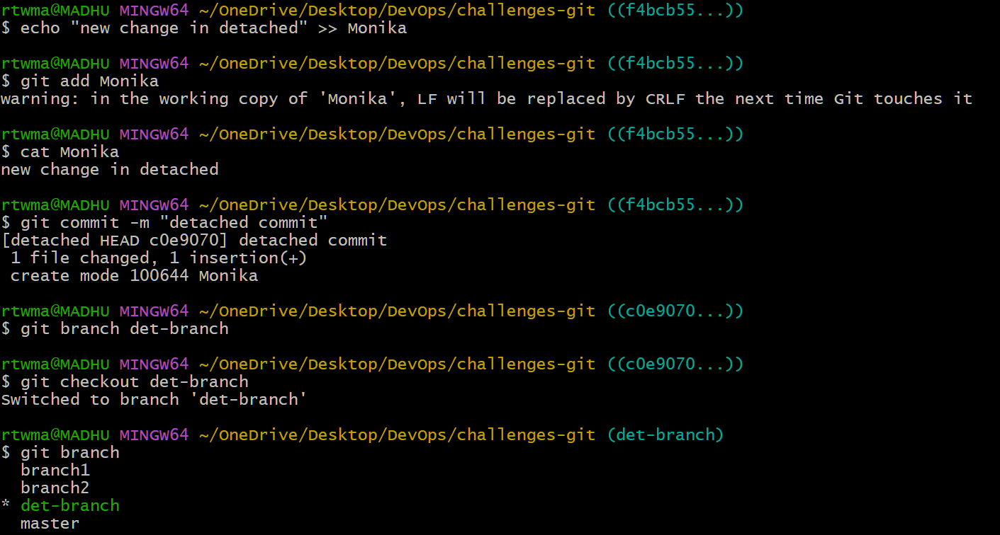 rtwma@MADHU MINGW64 ~/OneDrive/Desktop/DevOps/challenges-git ((f4bcb55...))
$ echo "new change in detached" >> Monika
rtwma@MADHU MINGW64 ~/OneDrive/Desktop/DevOps/challenges-git ((f4bcb55...))
$ git add Monika
warning: in the working copy of 'Monika', LF will be replaced by CRLF the next time Git touches it
rtwma@MADHU MINGW64 ~/OneDrive/Desktop/DevOps/challenges-git ((f4bcb55...))
$ cat Monika
new change in detached
rtwma@MADHU MINGW64 ~/OneDrive/Desktop/DevOps/challenges-git ((f4bcb55...))
$ git commit -m "detached commit"
[detached HEAD c0e9070] detached commit
 1 file changed, 1 insertion(+)
 create mode 100644 Monika
rtwma@MADHU MINGW64 ~/OneDrive/Desktop/DevOps/challenges-git ((c0e9070...))
$ git branch det-branch
rtwma@MADHU MINGW64 ~/OneDrive/Desktop/DevOps/challenges-git ((c0e9070...))
$ git checkout det-branch
Switched to branch 'det-branch'
rtwma@MADHU MINGW64 ~/OneDrive/Desktop/DevOps/challenges-git (det-branch)
$ git branch
  branch1
  branch2
* det-branch
  master